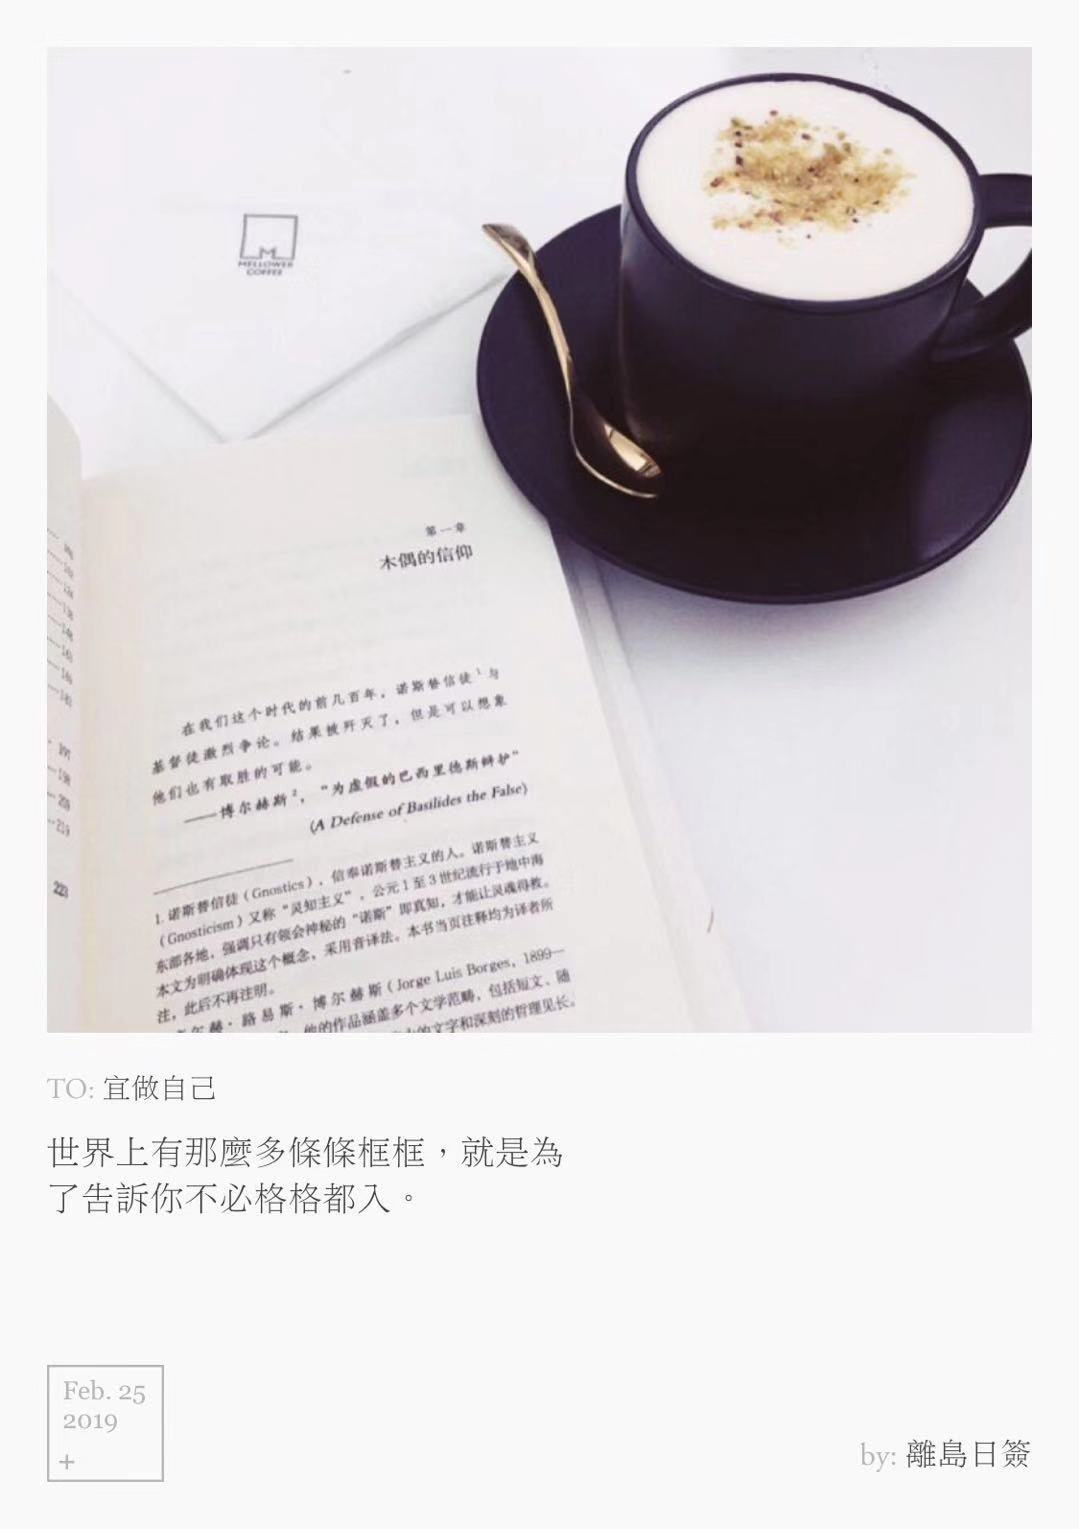 MELLOWER
COFFEE
第一章
木偶的信仰
在我们这个时代的前几百年，诺斯替信徒¹与
基督徒激烈争论。结果被歼灭了，但是可以想象
他们也有取胜的可能。
——博尔赫斯²，“为虚假的巴西里德斯辩护”
(A Defense of Basilides the False)
1. 诺斯替信徒（Gnostics），信奉诺斯替主义的人。诺斯替主义
（Gnosticism）又称“灵知主义”，公元1至3世纪流行于地中海
东部各地，强调只有领会神秘的“诺斯”即真知，才能让灵魂得救。
本文为明确体现这个概念，采用音译法。本书当页注释均为译者所
注，此后不再注明。
尔赫·路易斯·博尔赫斯（Jorge Luis Borges, 1899—
他的作品涵盖多个文学范畴，包括短文、随
的文字和深刻的哲理见长。
197
198
209
219
223
TO: 宜做自己
世界上有那麼多條條框框，就是為
了告訴你不必格格都入。
Feb. 25
2019
+
by: 離島日簽